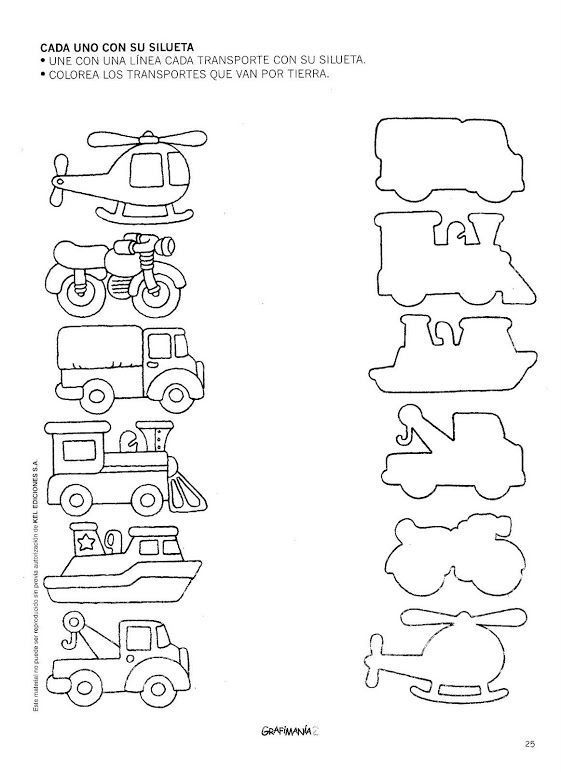 CADA UNO CON SU SILUETA
• UNE CON UNA LÍNEA CADA TRANSPORTE CON SU SILUETA.
• COLOREA LOS TRANSPORTES QUE VAN POR TIERRA.
Este material no puede ser reproducido sin previa autorización de KEL EDICIONES S.A.
GRAFIMANÍA 2
25